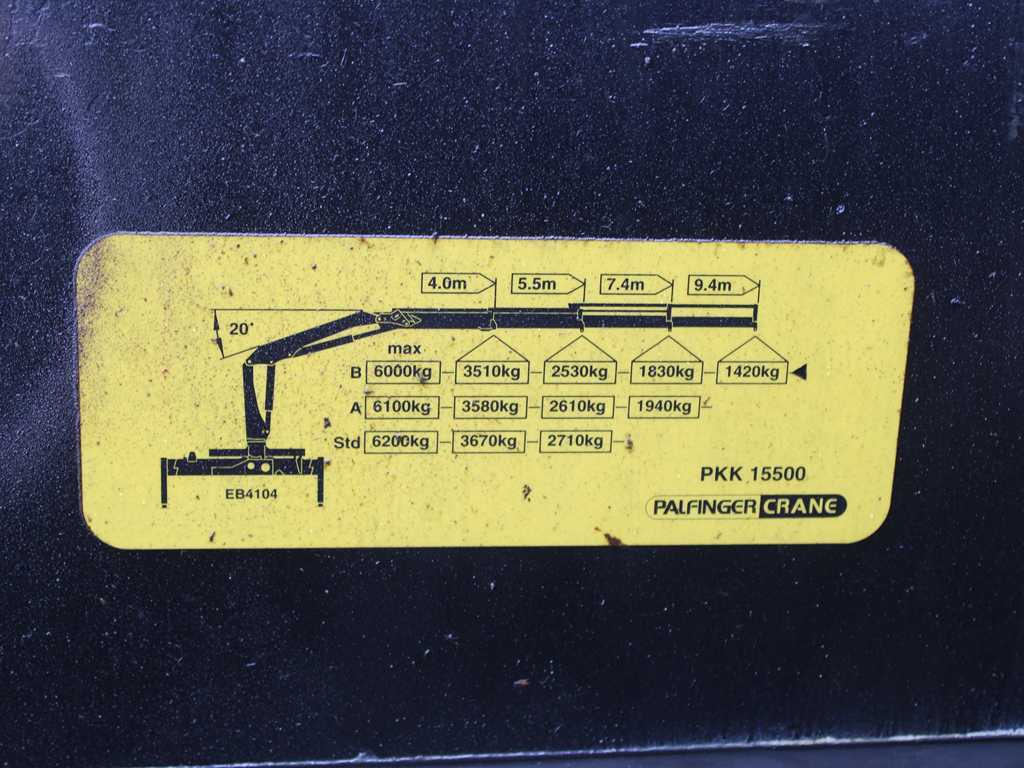 4.0m 5.5m 7.4m 9.4m
20°
max
B 6000kg 3510kg 2530kg 1830kg 1420kg
A 6100kg 3580kg 2610kg 1940kg
Std 6200kg 3670kg 2710kg
PKK 15500
EB4104
PALFINGER CRANE